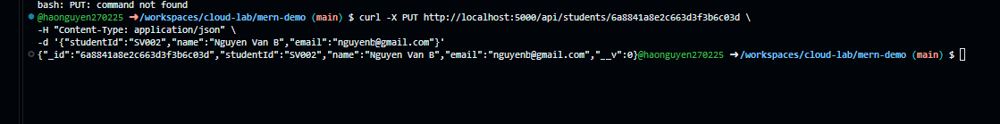 bash: PUT: command not found
@haonguyen270225 ➜/workspaces/cloud-lab/mern-demo (main) $ curl -X PUT http://localhost:5000/api/students/6a8841a8e2c663d3f3b6c03d \
-H "Content-Type: application/json" \
-d '{"studentId":"SV002","name":"Nguyen Van B","email":"nguyenb@gmail.com"}'
{"_id":"6a8841a8e2c663d3f3b6c03d","studentId":"SV002","name":"Nguyen Van B","email":"nguyenb@gmail.com","__v":0}@haonguyen270225 ➜/workspaces/cloud-lab/mern-demo (main) $